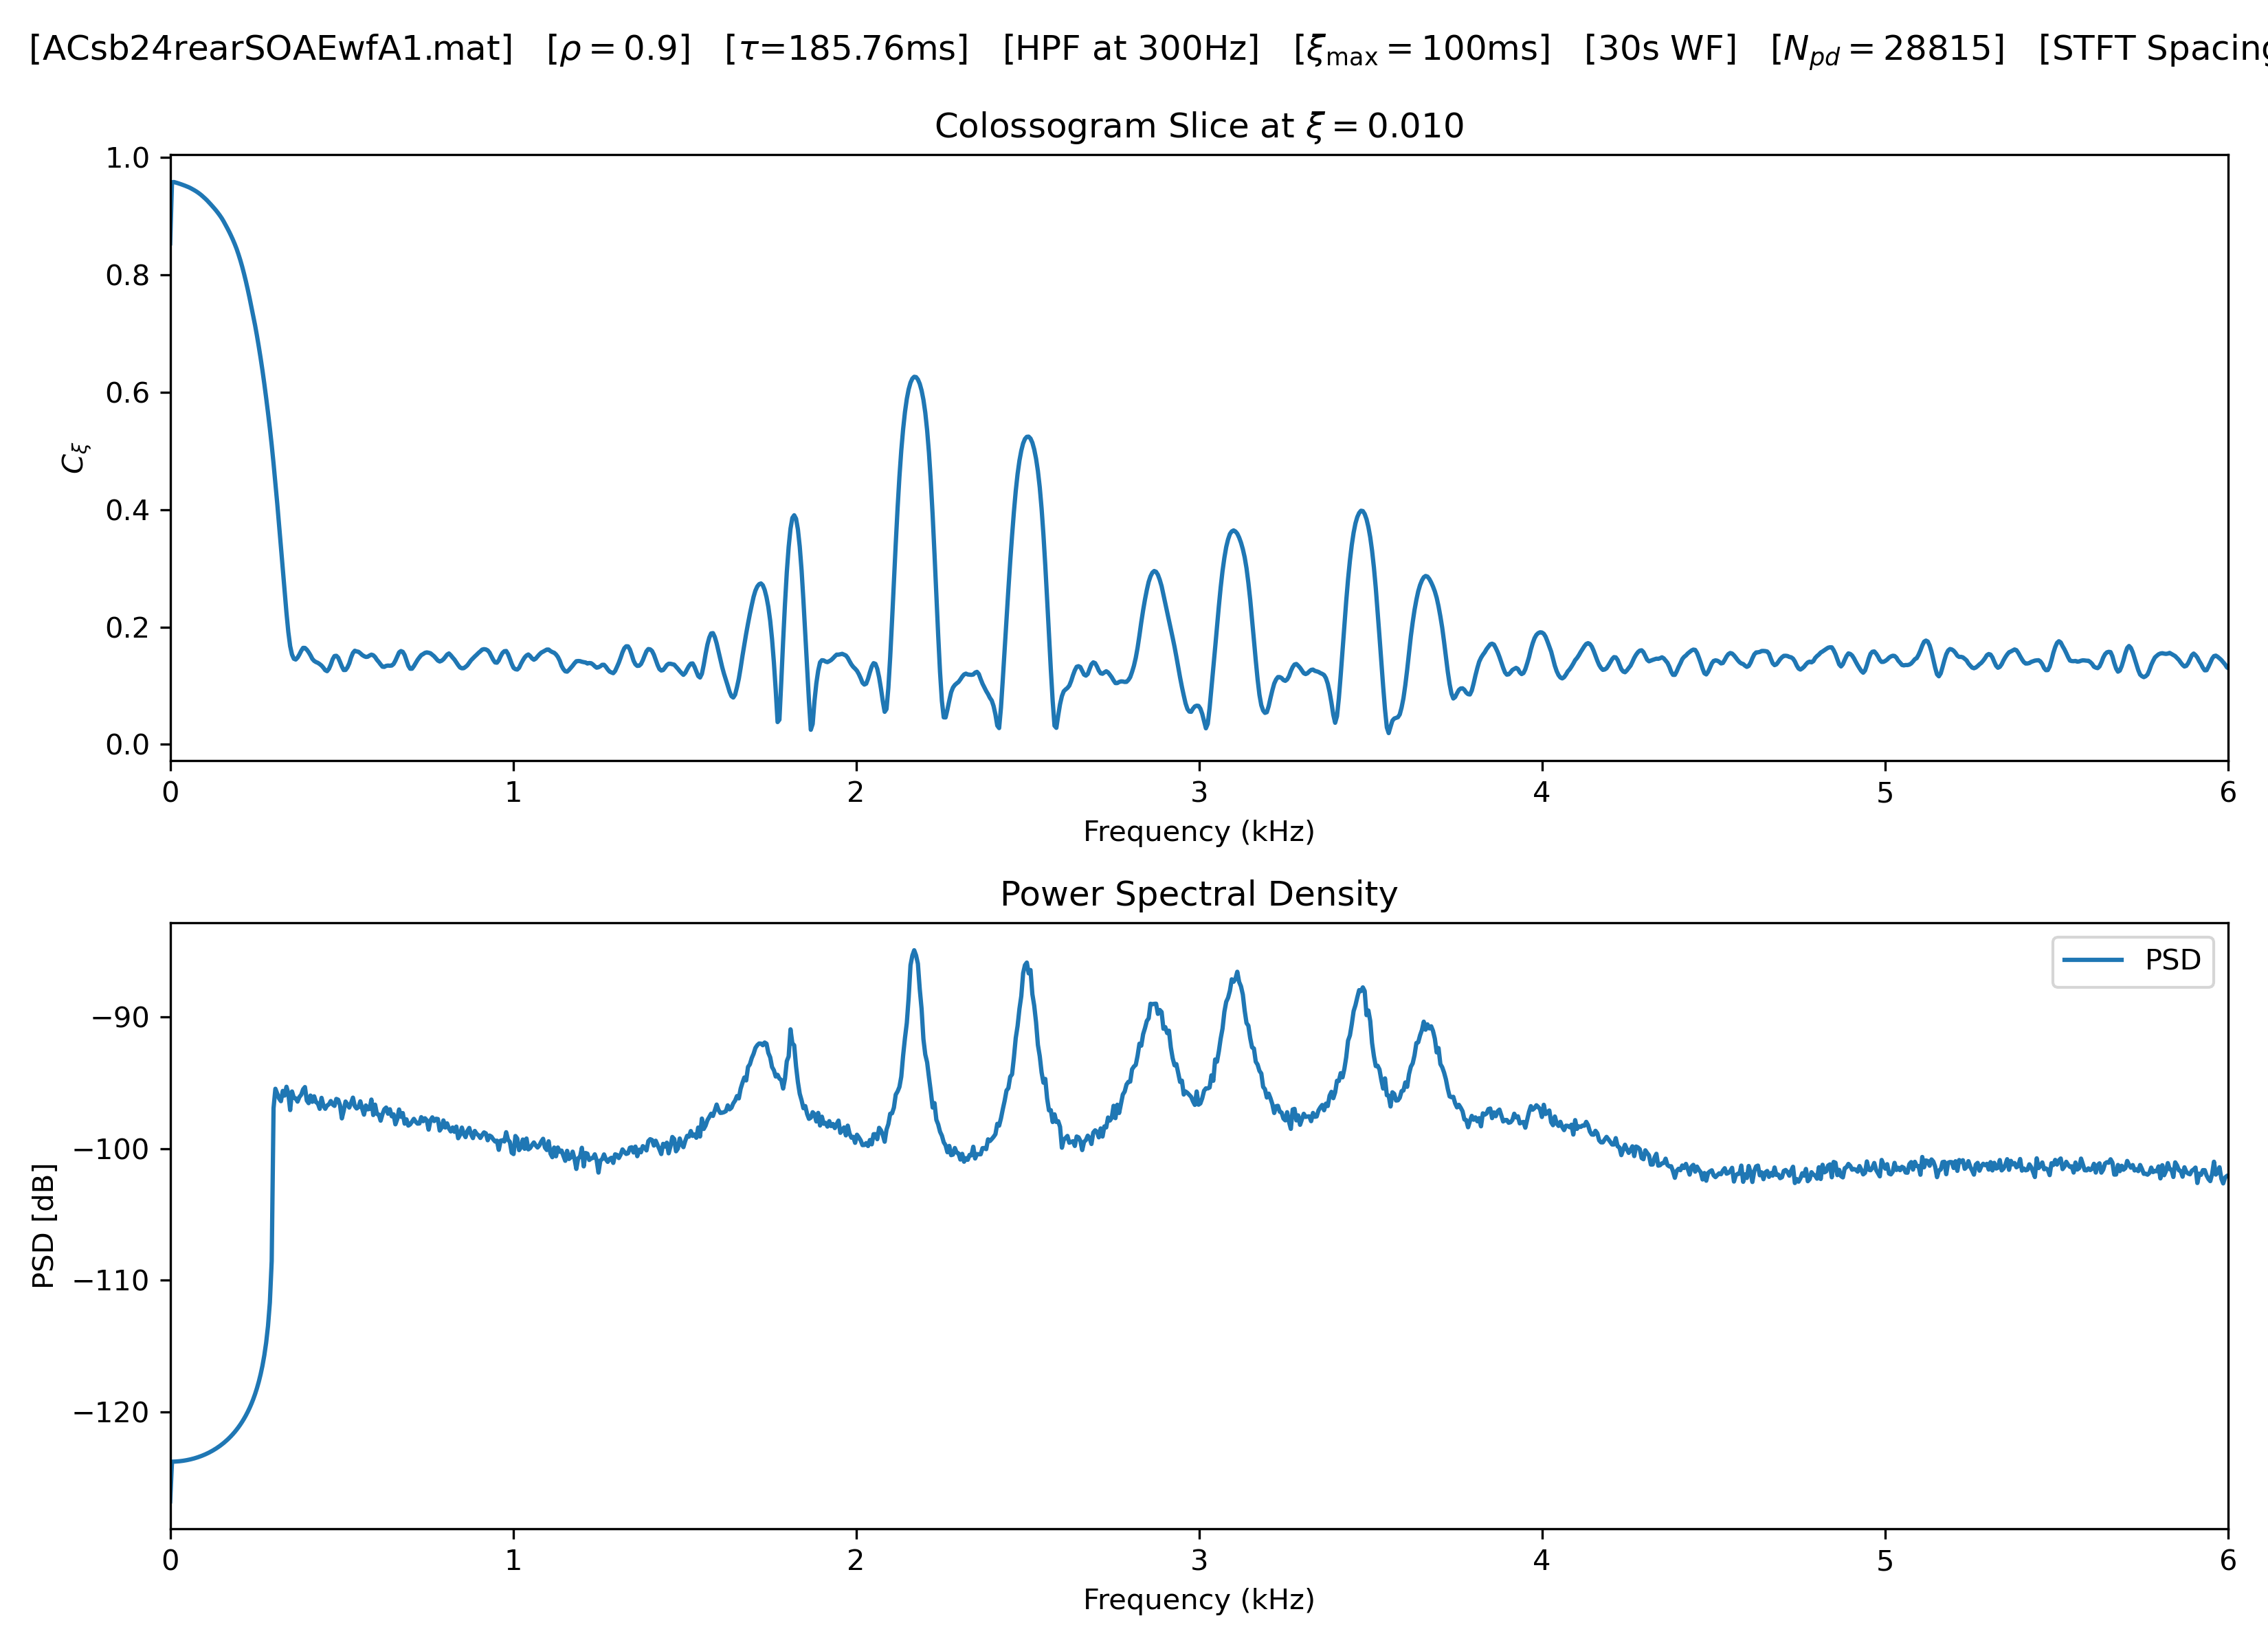 [ACsb24rearSOAEwfA1.mat] [ρ = 0.9] [τ=185.76ms] [HPF at 300Hz] [ξmax = 100ms] [30s WF] [Npd = 28815] [STFT Spacing
Colossogram Slice at ξ = 0.010
1.0
0.8
0.6
0.4
0.2
0.0
Cξ
0 1 2 3 4 5 6
Frequency (kHz)
Power Spectral Density
PSD
−90
−100
−110
−120
PSD [dB]
0 1 2 3 4 5 6
Frequency (kHz)